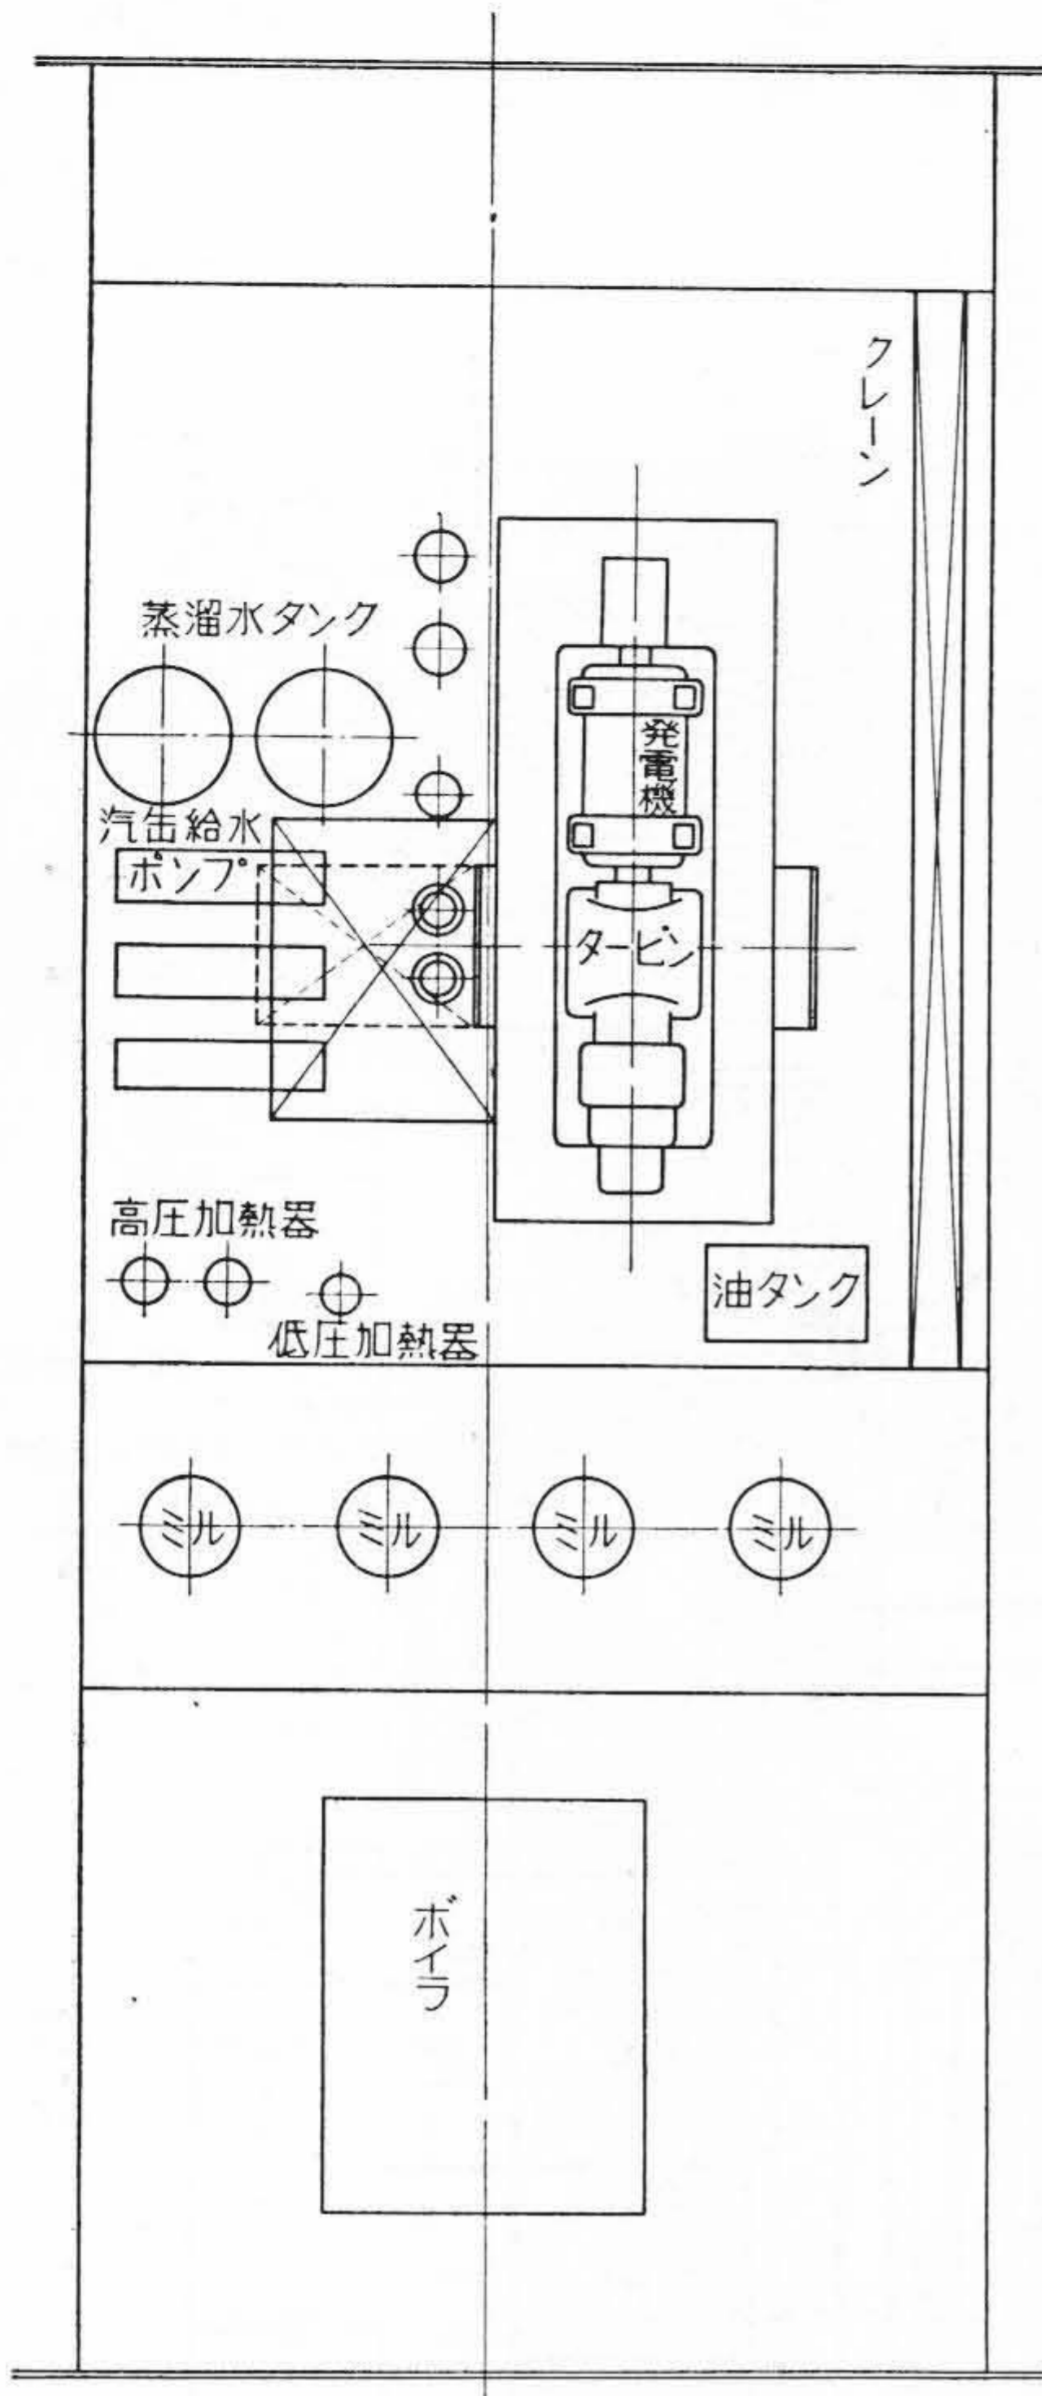 クレーン
蒸溜水タンク
発電機
汽缶給水
ポンプ
タービン
高圧加熱器
油タンク
低圧加熱器
ミル
ミル
ミル
ミル
ボイラ